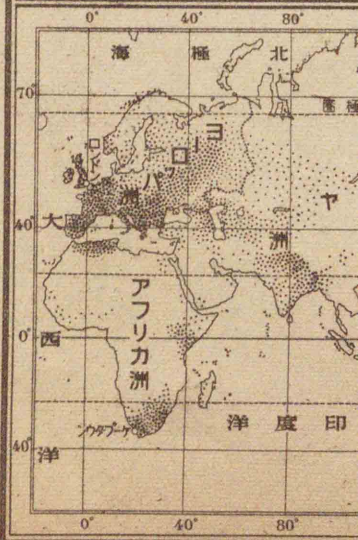 0° 40° 80°
海極北
70°
ヨーロッパ洲
ロンドン
ヤ
洲
40°
大
西
洋
アフリカ洲
0°
ンウタプーケ
洋度印
40°
0° 40° 80°